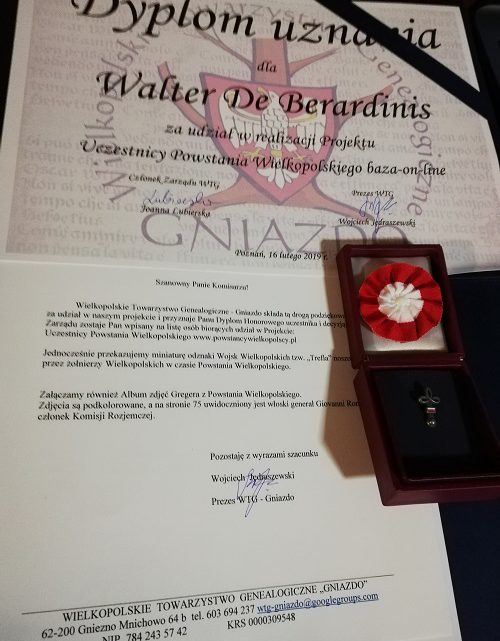 Dyplom uznania
dla
Walter De Berardinis
za udział w realizacji Projektu
Uczestnicy Powstania Wielkopolskiego baza-on-line
Członek Zarządu WTG
Joanna Lubierska
Prezes WTG
Wojciech Jędraszewski
GNIAZDO
Poznań, 16 lutego 2019 r.
Szanowny Panie Komisarzu!
Wielkopolskie Towarzystwo Genealogiczne - Gniazdo składa tą drogą podziękowa
za udział w naszym projekcie i przyznaje Panu Dyplom Honorowego uczestnika i decyzją
Zarządu zostaje Pan wpisany na listę osób biorących udział w Projekcie:
Uczestnicy Powstania Wielkopolskiego www.powstancywielkopolscy.pl
Jednocześnie przekazujemy miniaturę odznaki Wojsk Wielkopolskich tzw. „Trefla"
przez żołnierzy Wielkopolskich w czasie Powstania Wielkopolskiego.
Załączamy również Album zdjęć Gregera z Powstania Wielkopolskiego.
Zdjęcia są podkolorowane, a na stronie 75 uwidoczniony jest włoski generał Giovanni
członek Komisji Rozjemczej.
Pozostaję z wyrazami szacunku
Wojciech Jędraszewski
Prezes WTG - Gniazdo
WIELKOPOLSKIE TOWARZYSTWO GENEALOGICZNE „GNIAZDO"
62-200 Gniezno Mnichowo 64 b tel. 603 694 237 wtg-gniazdo@googlegroups.com
NIP 784 243 57 42 KRS 0000309548